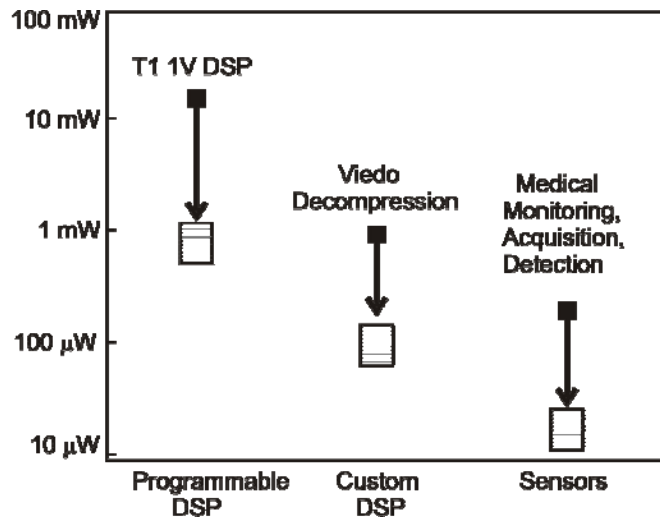 100 mW
T1 1V DSP
10 mW
Viedo
Decompression
Medical
Monitoring,
Acquisition,
Detection
1 mW
100 µW
10 µW
Programmable
DSP
Custom
DSP
Sensors